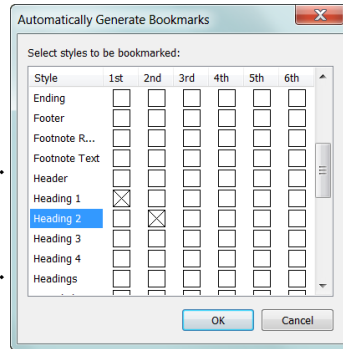 Automatically Generate Bookmarks
Select styles to be bookmarked:
Style 1st 2nd 3rd 4th 5th 6th
Ending
Footer
Footnote R...
Footnote Text
Header
Heading 1
Heading 2
Heading 3
Heading 4
Headings
OK Cancel